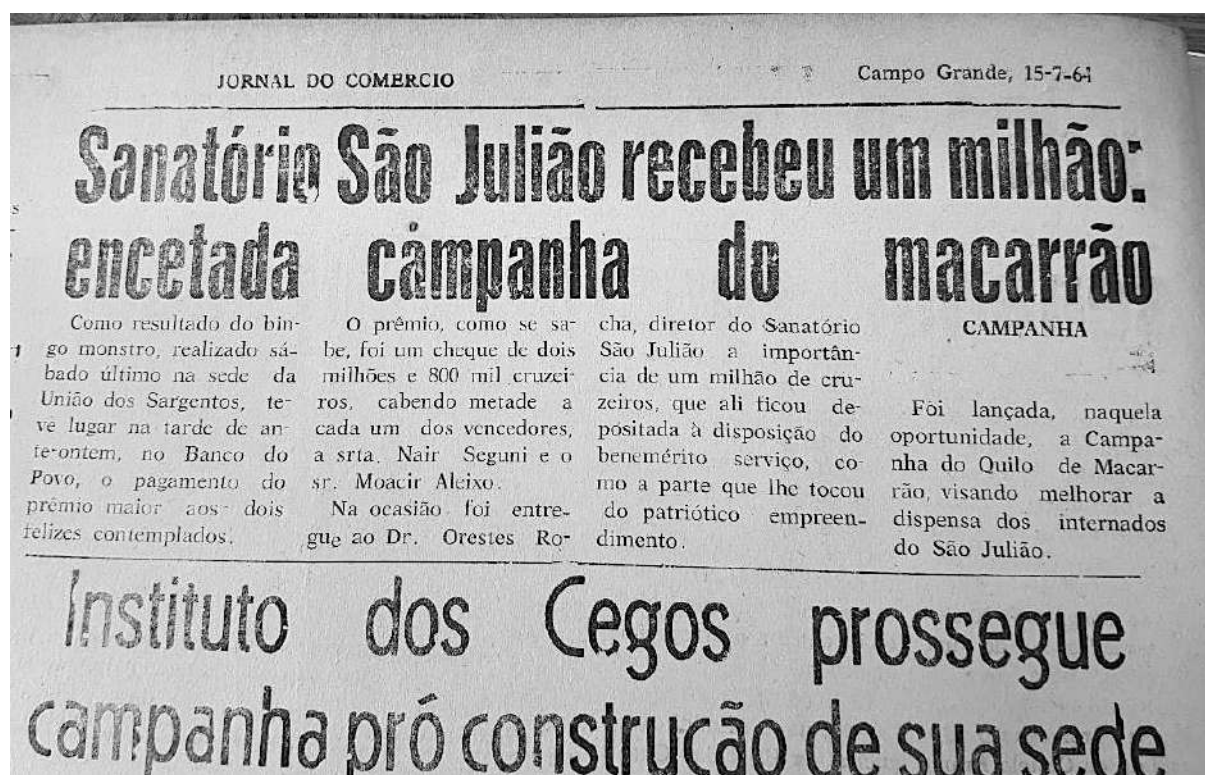 JORNAL DO COMERCIO
Campo Grande, 15-7-64
Sanatório São Julião recebeu um milhão:
encetada campanha do macarrão
Como resultado do bin-
go monstro, realizado sá-
bado último na sede da
União dos Sargentos, te-
ve lugar na tarde de an-
te-ontem, no Banco do
Povo, o pagamento do
prêmio maior aos dois
felizes contemplados.
O prêmio, como se sa-
be, foi um cheque de dois
milhões e 800 mil cruzei-
ros, cabendo metade a
cada um dos vencedores,
a srta. Nair Seguni e o
sr. Moacir Aleixo.
Na ocasião foi entre-
gue ao Dr. Orestes Ro-
cha, diretor do Sanatório
São Julião a importân-
cia de um milhão de cru-
zeiros, que ali ficou de-
positada à disposição do
benemérito serviço, co-
mo a parte que lhe tocou
do patriótico empreen-
dimento.
CAMPANHA
Foi lançada, naquela
oportunidade, a Campa-
nha do Quilo de Macar-
rão, visando melhorar a
dispensa dos internados
do São Julião.
Instituto dos Cegos prossegue
campanha pró construção de sua sede